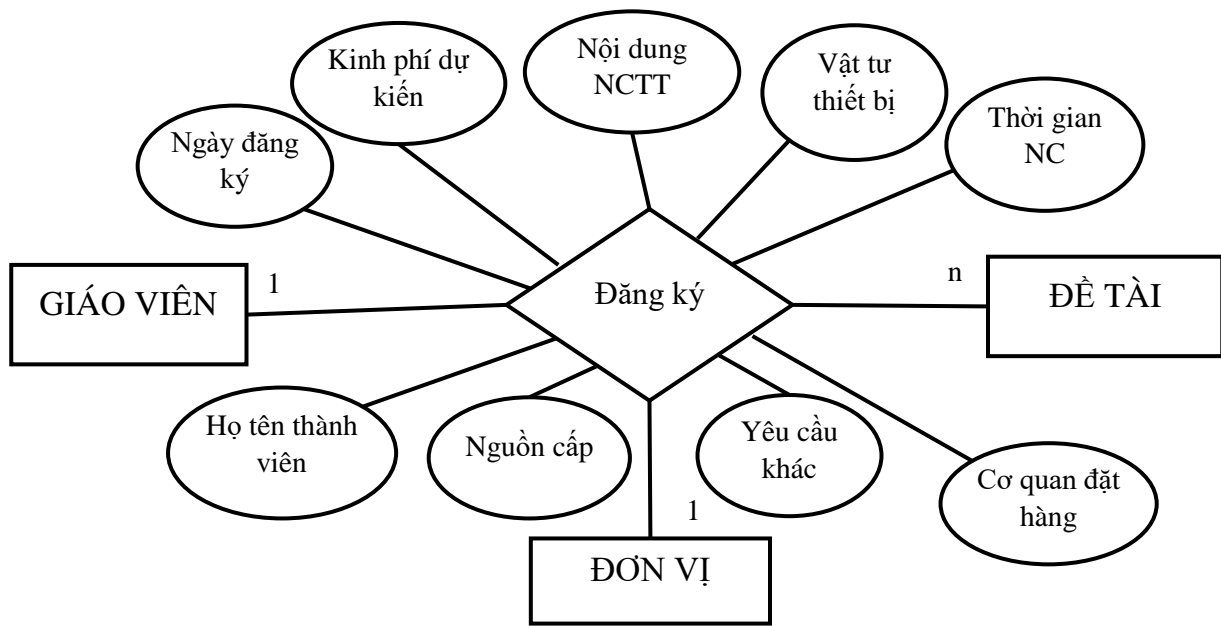 Kinh phí dự
kiến
Nội dung
NCTT
Vật tư
thiết bị
Thời gian
NC
Ngày đăng
ký
GIÁO VIÊN
1
Đăng ký
n
ĐỀ TÀI
Họ tên thành
viên
Nguồn cấp
Yêu cầu
khác
Cơ quan đặt
hàng
1
ĐƠN VỊ